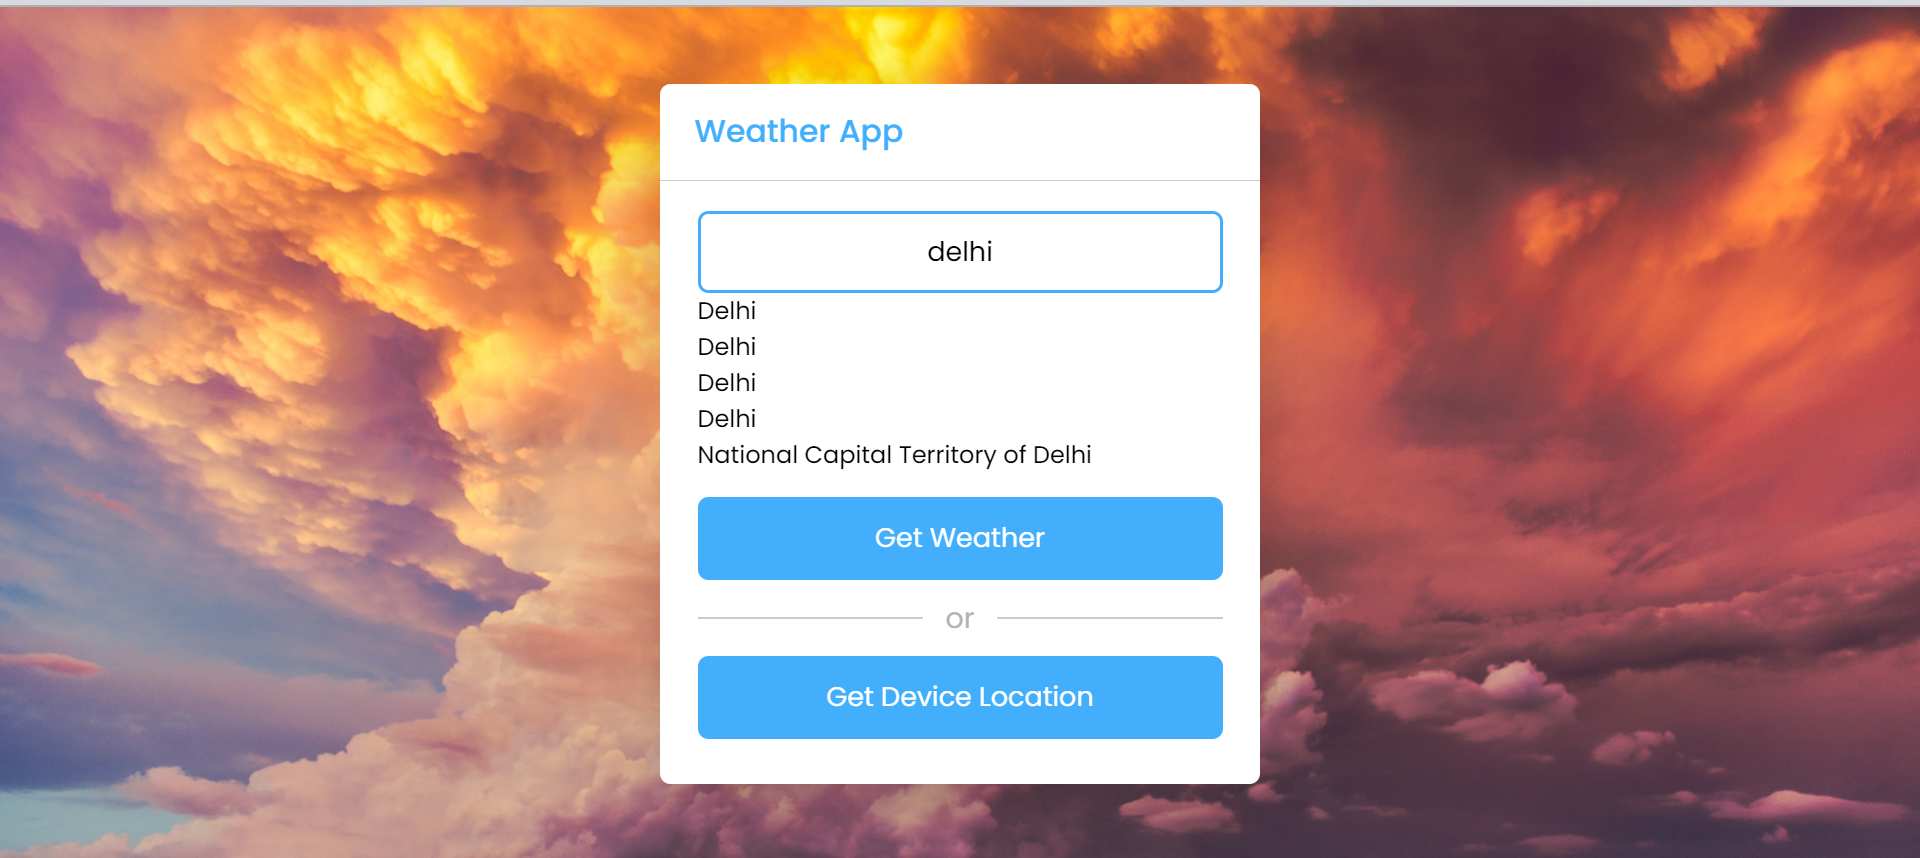 Weather App
delhi
Delhi
Delhi
Delhi
Delhi
National Capital Territory of Delhi
Get Weather
or
Get Device Location